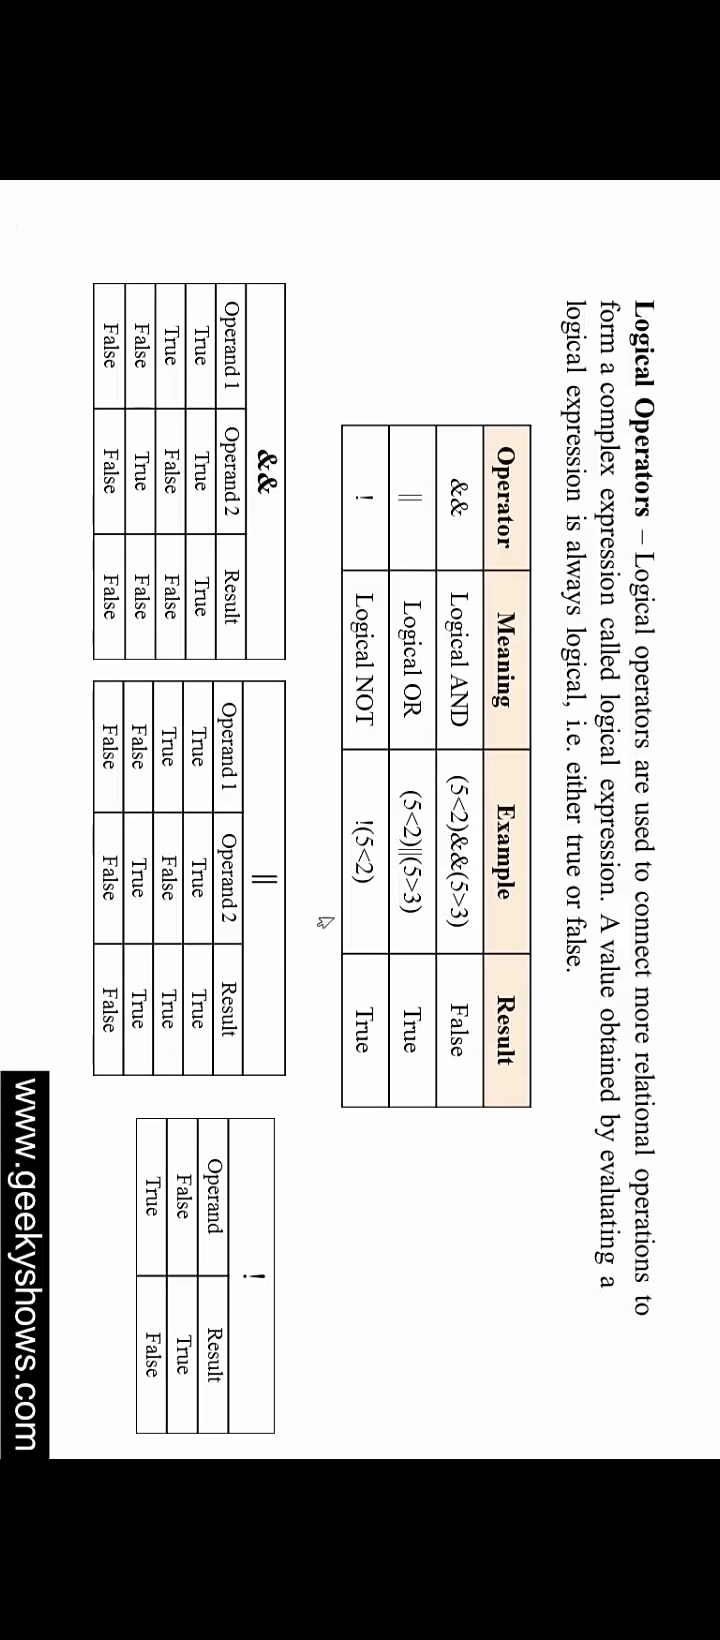 Logical Operators – Logical operators are used to connect more relational operations to
form a complex expression called logical expression. A value obtained by evaluating a
logical expression is always logical, i.e. either true or false.
Operator Meaning Example Result
&& Logical AND (5<2)&&(5>3) False
|| Logical OR (5<2)||(5>3) True
! Logical NOT !(5<2) True
&&
Operand 1 Operand 2 Result
True True True
True False False
False True False
False False False
||
Operand 1 Operand 2 Result
True True True
True False True
False True True
False False False
!
Operand Result
False True
True False
www.geekyshows.com